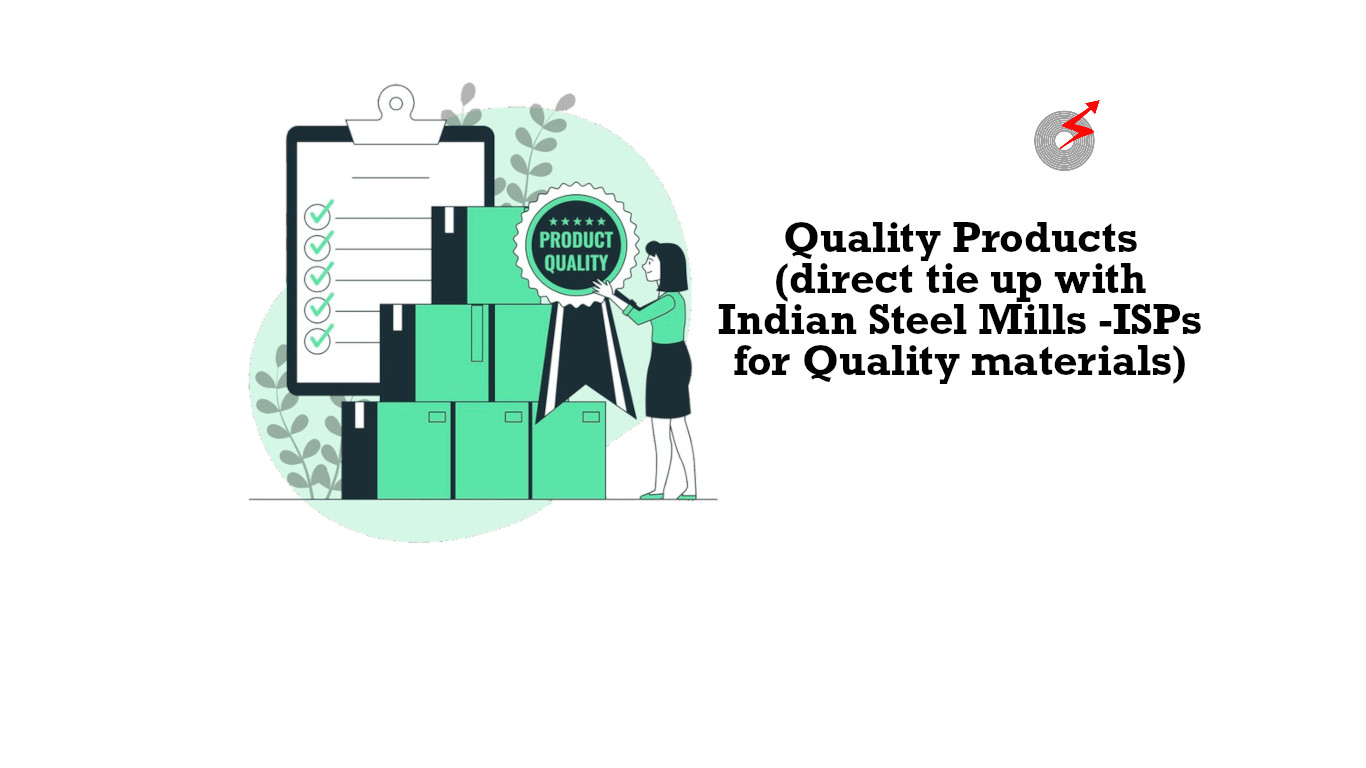 PRODUCT
QUALITY
Quality Products
(direct tie up with
Indian Steel Mills -ISPs
for Quality materials)